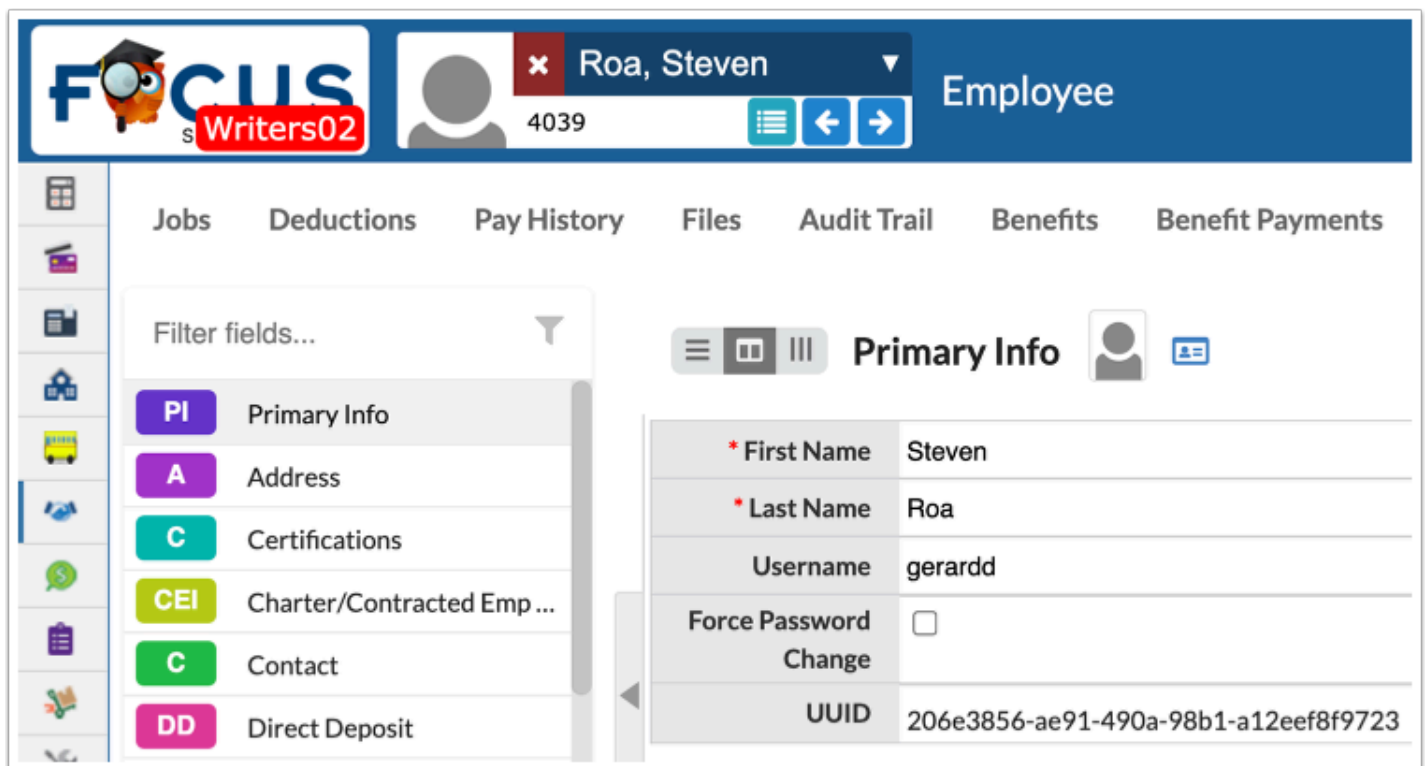 FOCUS
S
Writers02
Roa, Steven
4039
Employee
Jobs Deductions Pay History Files Audit Trail Benefits Benefit Payments
Filter fields...
PI Primary Info
A Address
C Certifications
CEI Charter/Contracted Emp ...
C Contact
DD Direct Deposit
Primary Info
* First Name Steven
* Last Name Roa
Username gerardd
Force Password
Change
UUID 206e3856-ae91-490a-98b1-a12eef8f9723